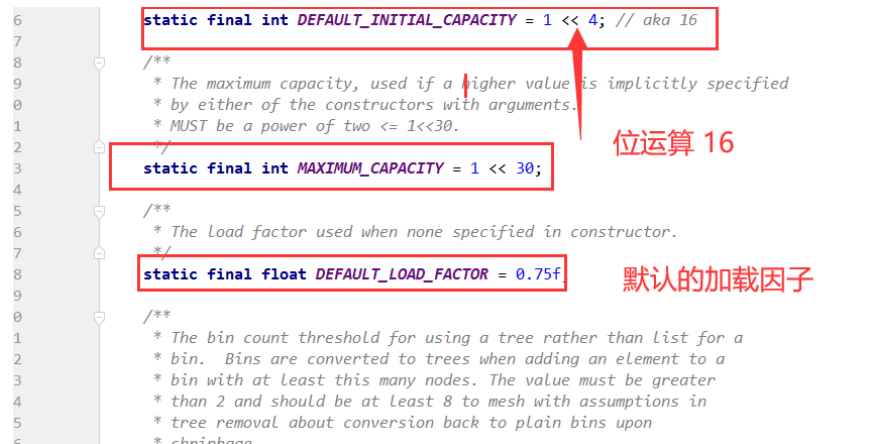 6 static final int DEFAULT_INITIAL_CAPACITY = 1 << 4; // aka 16
7
8 /**
9 * The maximum capacity, used if a higher value is implicitly specified
0 * by either of the constructors with arguments.
1 * MUST be a power of two <= 1<<30.
位运算 16
2 */
3 static final int MAXIMUM_CAPACITY = 1 << 30;
4
5 /**
6 * The load factor used when none specified in constructor.
7 */
8 static final float DEFAULT_LOAD_FACTOR = 0.75f
默认的加载因子
9
0 /**
1 * The bin count threshold for using a tree rather than list for a
2 * bin. Bins are converted to trees when adding an element to a
3 * bin with at least this many nodes. The value must be greater
4 * than 2 and should be at least 8 to mesh with assumptions in
5 * tree removal about conversion back to plain bins upon
6 * shrinkage